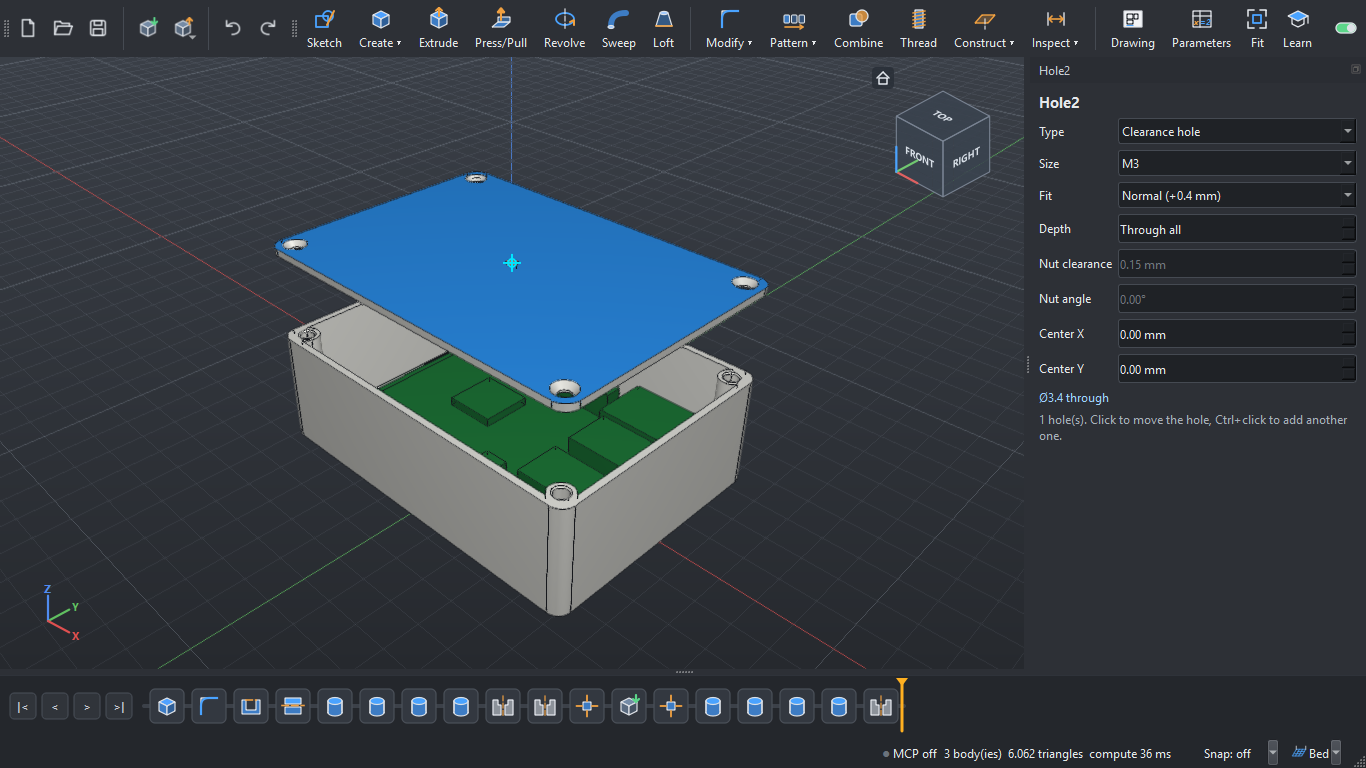 Sketch
Create
Extrude
Press/Pull
Revolve
Sweep
Loft
Modify
Pattern
Combine
Thread
Construct
Inspect
Drawing
Parameters
Fit
Learn
TOP
FRONT
RIGHT
Z
Y
X
Hole2
Hole2
Type Clearance hole
Size M3
Fit Normal (+0.4 mm)
Depth Through all
Nut clearance 0.15 mm
Nut angle 0.00°
Center X 0.00 mm
Center Y 0.00 mm
Ø3.4 through
1 hole(s). Click to move the hole, Ctrl+click to add another
one.
|< < > >|
MCP off 3 body(ies) 6.062 triangles compute 36 ms Snap: off Bed